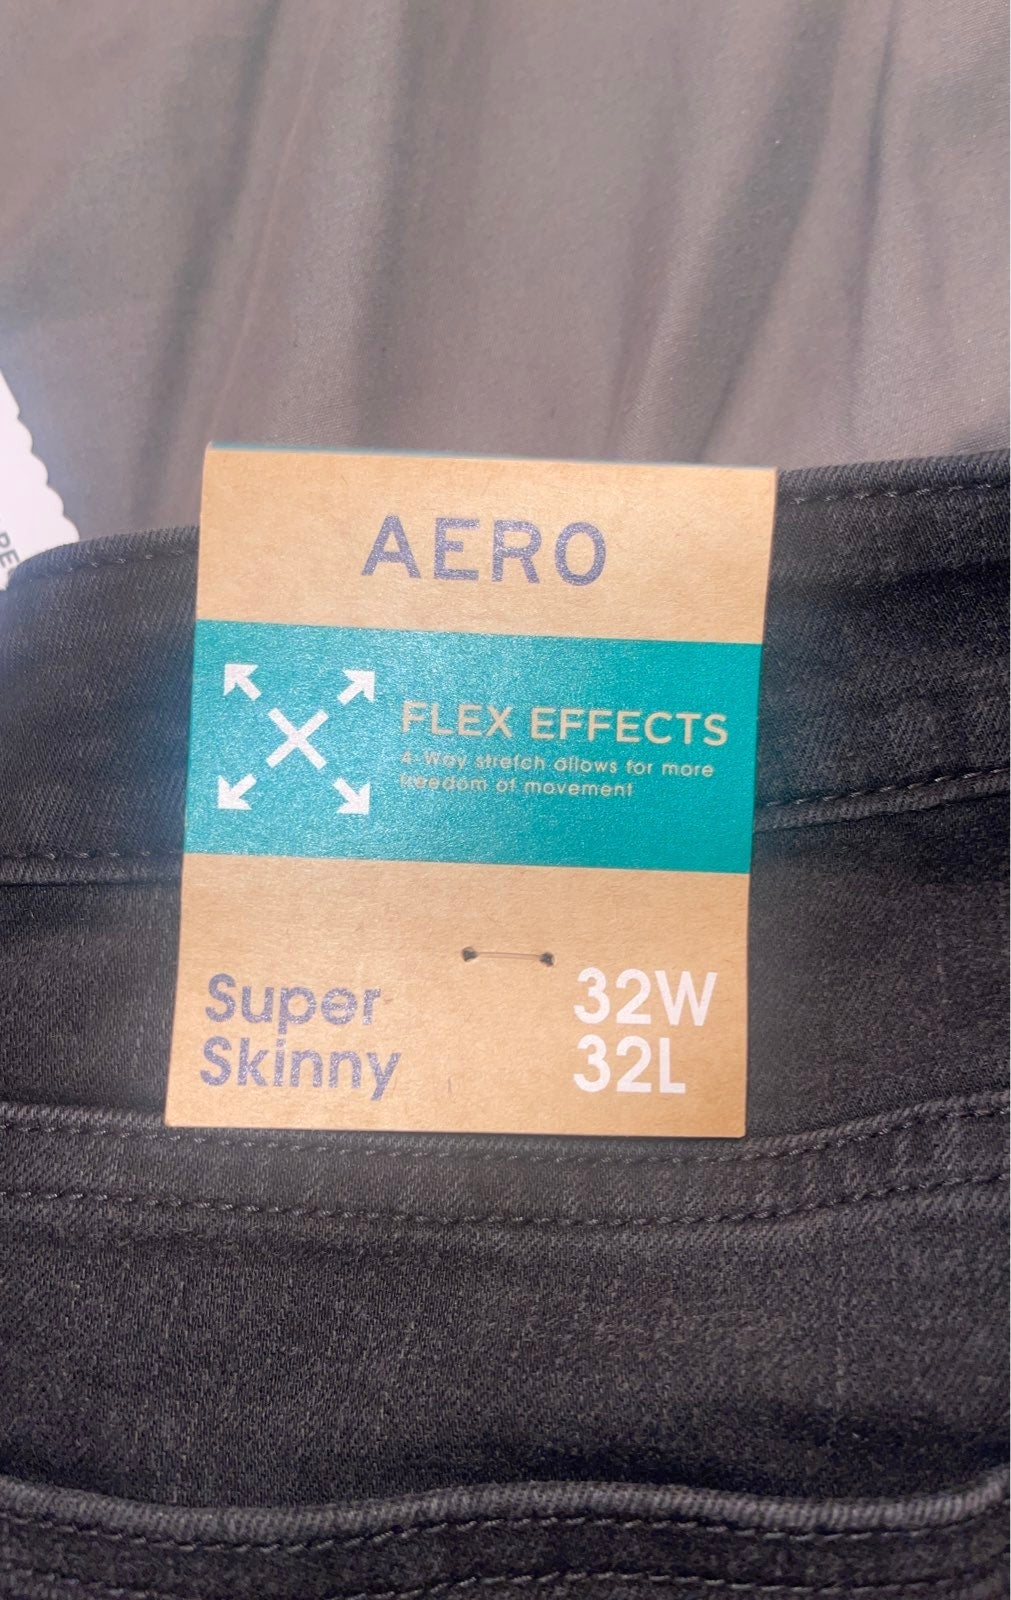 AERO
FLEX EFFECTS
4-Way stretch allows for more
freedom of movement
Super
Skinny
32W
32L